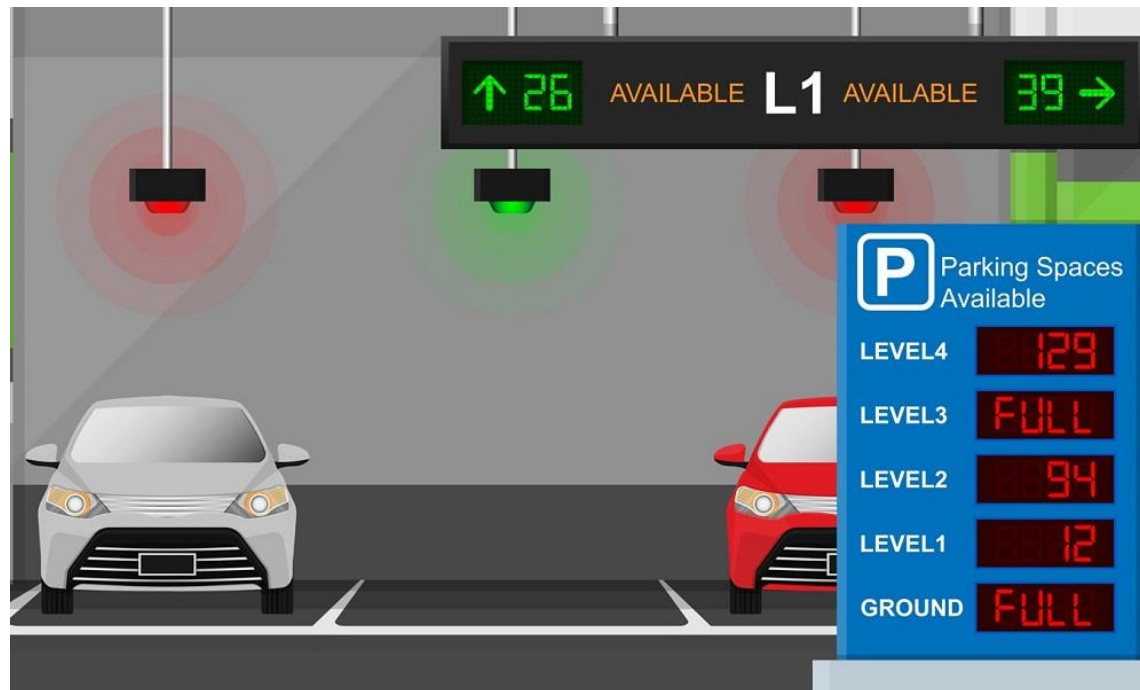 ↑ 26 AVAILABLE L1 AVAILABLE 39 →
P Parking Spaces
Available
LEVEL4 129
LEVEL3 FULL
LEVEL2 94
LEVEL1 12
GROUND FULL